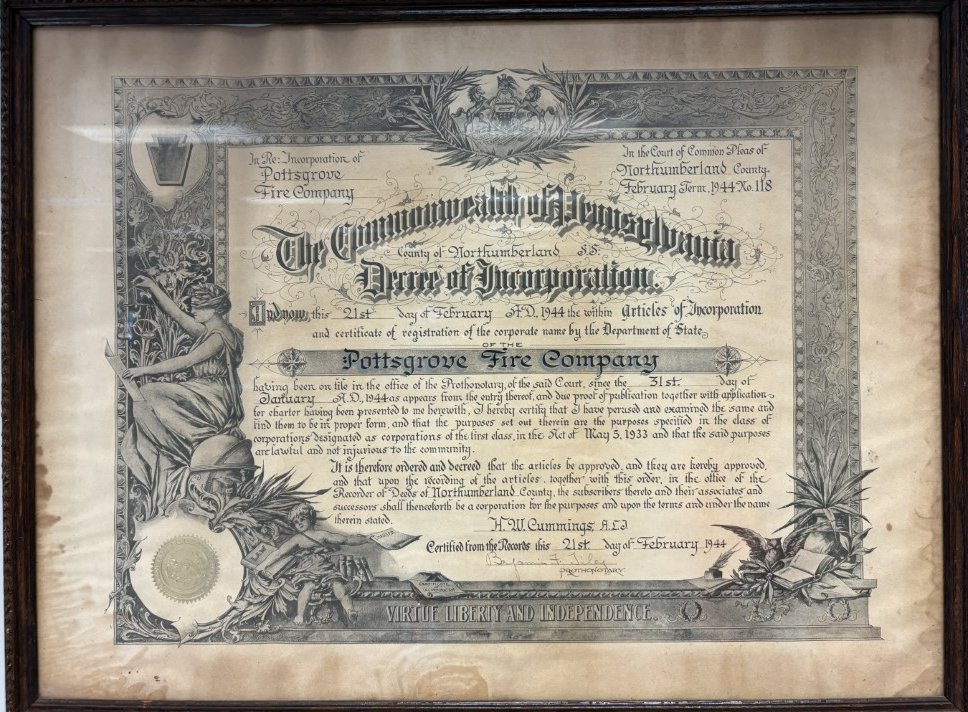 In Re: Incorporation of
Pottsgrove
Fire Company
In the Court of Common Pleas of
Northumberland County.
February Term, 1944 No. 118
The Commonwealth of Pennsylvania
County of Northumberland S.S:
Decree of Incorporation.
And now, this 21st day of February A.D., 1944 the within Articles of Incorporation
and certificate of registration of the corporate name by the Department of State
OF THE
Pottsgrove Fire Company
having been on file in the office of the Prothonotary, of the said Court, since the 31st. day of
January A.D., 1944 as appears from the entry thereof, and due proof of publication together with application
for charter having been presented to me herewith, I hereby certify that I have perused and examined the same and
find them to be in proper form, and that the purposes set out therein are the purposes specified in the class of
corporations designated as corporations of the first class, in the Act of May 5, 1933 and that the said purposes
are lawful and not injurious to the community.
It is therefore ordered and decreed that the articles be approved, and they are hereby approved,
and that upon the recording of the articles, together with this order, in the office of the
Recorder of Deeds of Northumberland County, the subscribers thereto and their associates and
successors shall thenceforth be a corporation for the purposes and upon the terms and under the name
therein stated.
H. W. Cummings, A.L.J.
Certified from the Records this 21st day of February, 1944
PROTHONOTARY.
VIRTUE LIBERTY AND INDEPENDENCE.